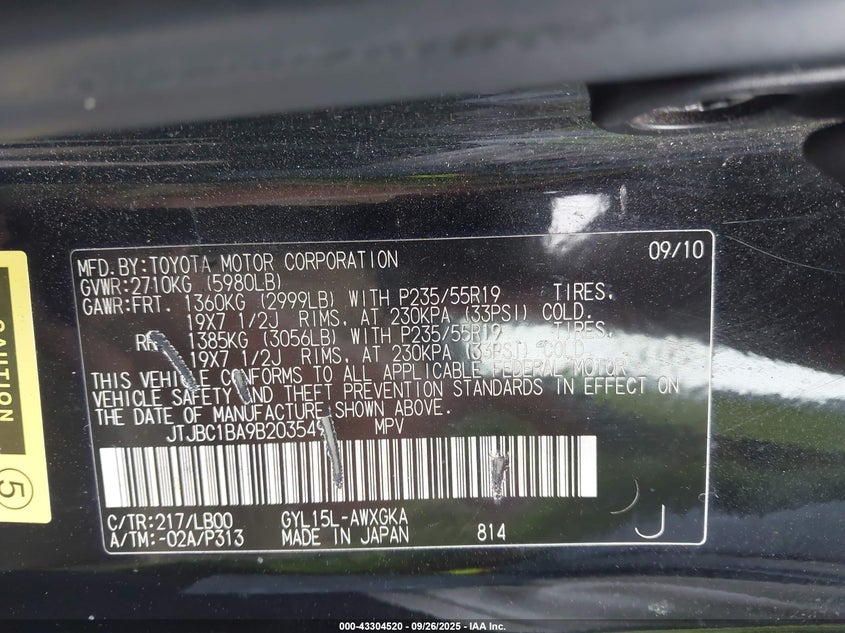 MFD.BY:TOYOTA MOTOR CORPORATION 09/10
GVWR:2710KG (5980LB)
GAWR:FRT. 1360KG (2999LB) WITH P235/55R19 TIRES,
19X7 1/2J RIMS, AT 230KPA (33PSI) COLD.
RR. 1385KG (3056LB) WITH P235/55R19 TIRES,
19X7 1/2J RIMS, AT 230KPA (33PSI) COLD.
THIS VEHICLE CONFORMS TO ALL APPLICABLE FEDERAL MOTOR
VEHICLE SAFETY AND THEFT PREVENTION STANDARDS IN EFFECT ON
THE DATE OF MANUFACTURE SHOWN ABOVE.
MPV
C/TR:217/LB00 GYL15L-AWXGKA
A/TM:-02A/P313 MADE IN JAPAN 814
J
CAUTION
5
000-43304520 - 09/26/2025 - IAA Inc.